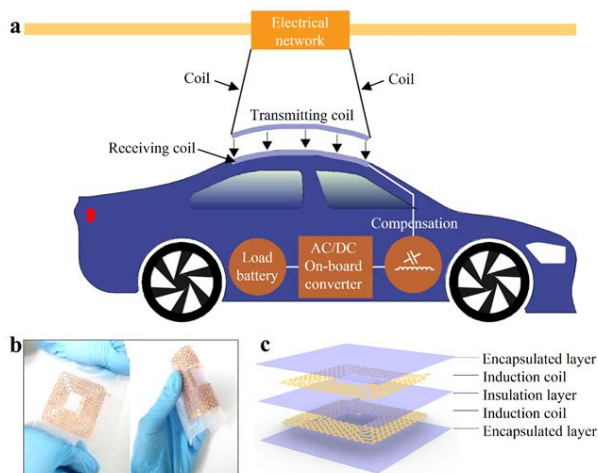 a
Electrical
network
Coil
Coil
Transmitting coil
Receiving coil
Compensation
Load
battery
AC/DC
On-board
converter
b
c
Encapsulated layer
Induction coil
Insulation layer
Induction coil
Encapsulated layer